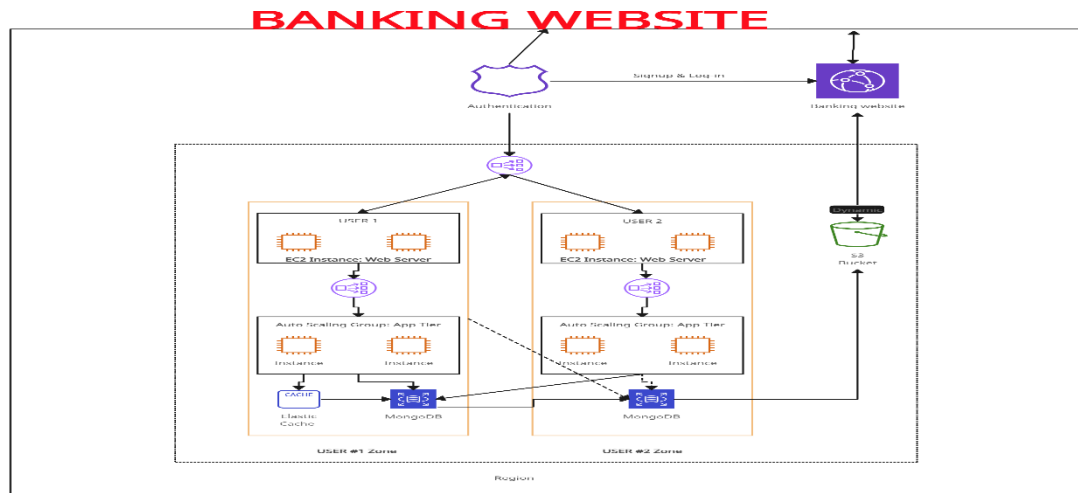 BANKING WEBSITE
Signup & Log in
Authentication
Banking website
Dynamic
S3
Bucket
USER 1
EC2 Instance: Web Server
USER 2
EC2 Instance: Web Server
Auto Scaling Group: App Tier
Instance
Instance
Auto Scaling Group: App Tier
Instance
Instance
CACHE
Elastic
Cache
MongoDB
MongoDB
USER #1 Zone
USER #2 Zone
Region